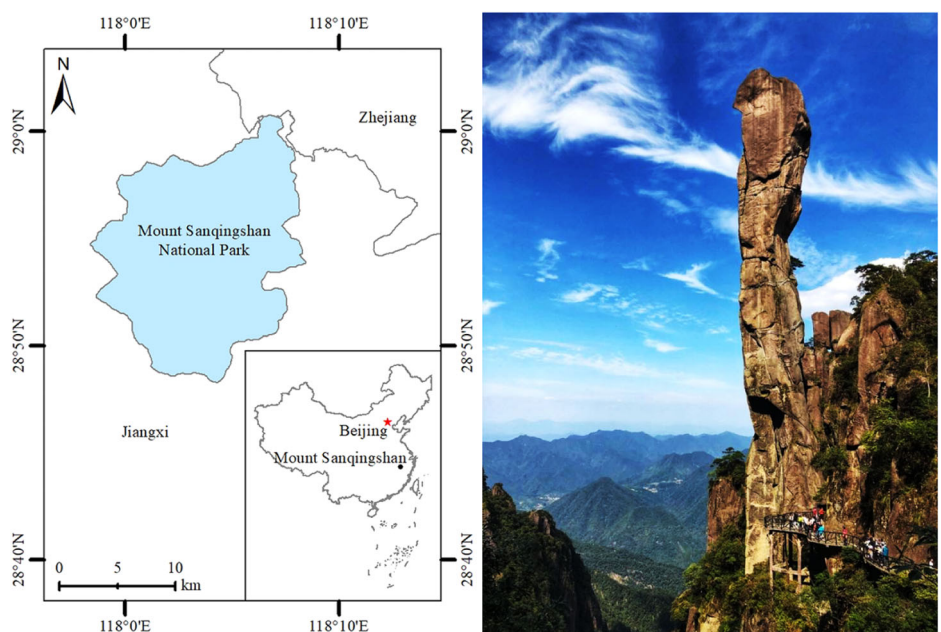 118°0'E
118°10'E
N
29°0'N
29°0'N
Zhejiang
Mount Sanqingshan
National Park
28°50'N
28°50'N
Jiangxi
Beijing
Mount Sanqingshan
28°40'N
28°40'N
0
5
10
km
118°0'E
118°10'E